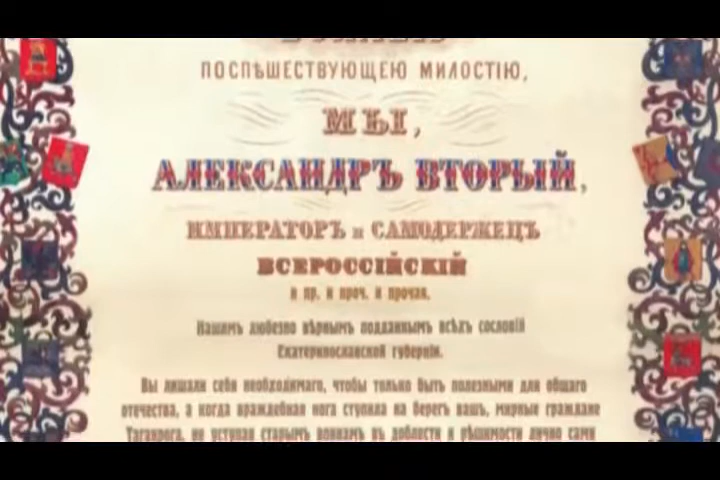 ПОСПѢШЕСТВУЮЩЕЮ МИЛОСТІЮ,
МЫ,
АЛЕКСАНДРЪ ВТОРЫЙ,
ИМПЕРАТОРЪ и САМОДЕРЖЕЦЪ
ВСЕРОССІЙСКІЙ
и пр. и проч. и прочая.
Нашимъ любезно вѣрнымъ подданнымъ всѣхъ сословій
Екатеринославской губерніи.
Вы лишали себя необходимаго, чтобы только быть полезными для общаго
отечества, а когда враждебная нога ступила на берегъ вашъ, мирные граждане
Таганрога, не уступая старымъ воинамъ въ доблести и рѣшимости лично сами